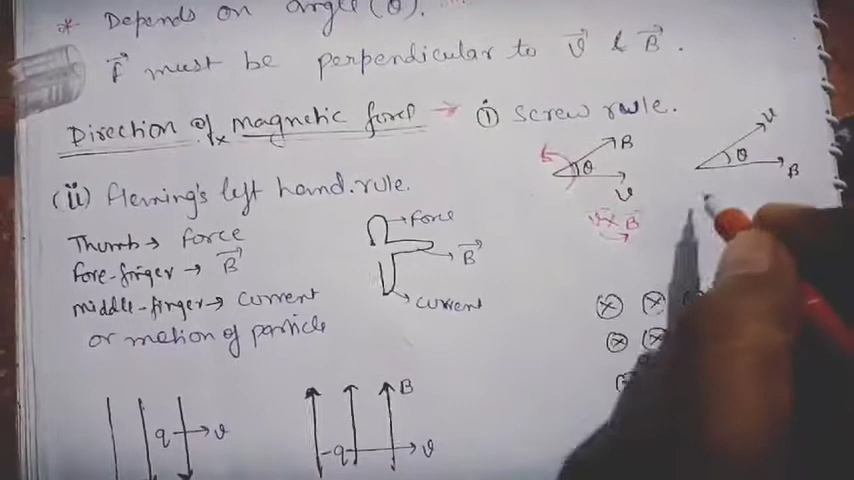 * Depends on angle (θ).
F⃗ must be perpendicular to v⃗ & B⃗.
Direction of magnetic force → (i) Screw rule.
B
θ
v
v
θ
B
v⃗ × B⃗
(ii) Fleming's left hand rule.
Thumb → force
fore-finger → B⃗
middle-finger → current
or motion of particle
→ force
→ B⃗
→ current
q → v
B
-q → v